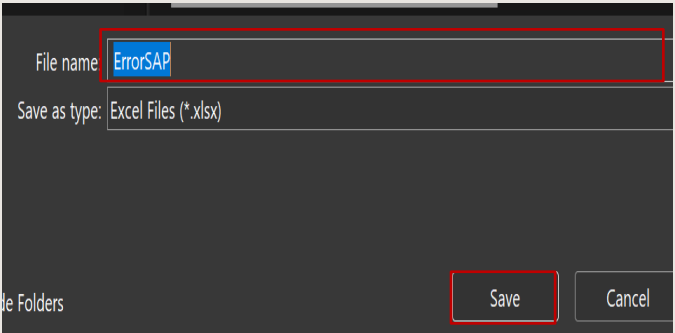 File name: ErrorSAP
Save as type: Excel Files (*.xlsx)
de Folders
Save
Cancel